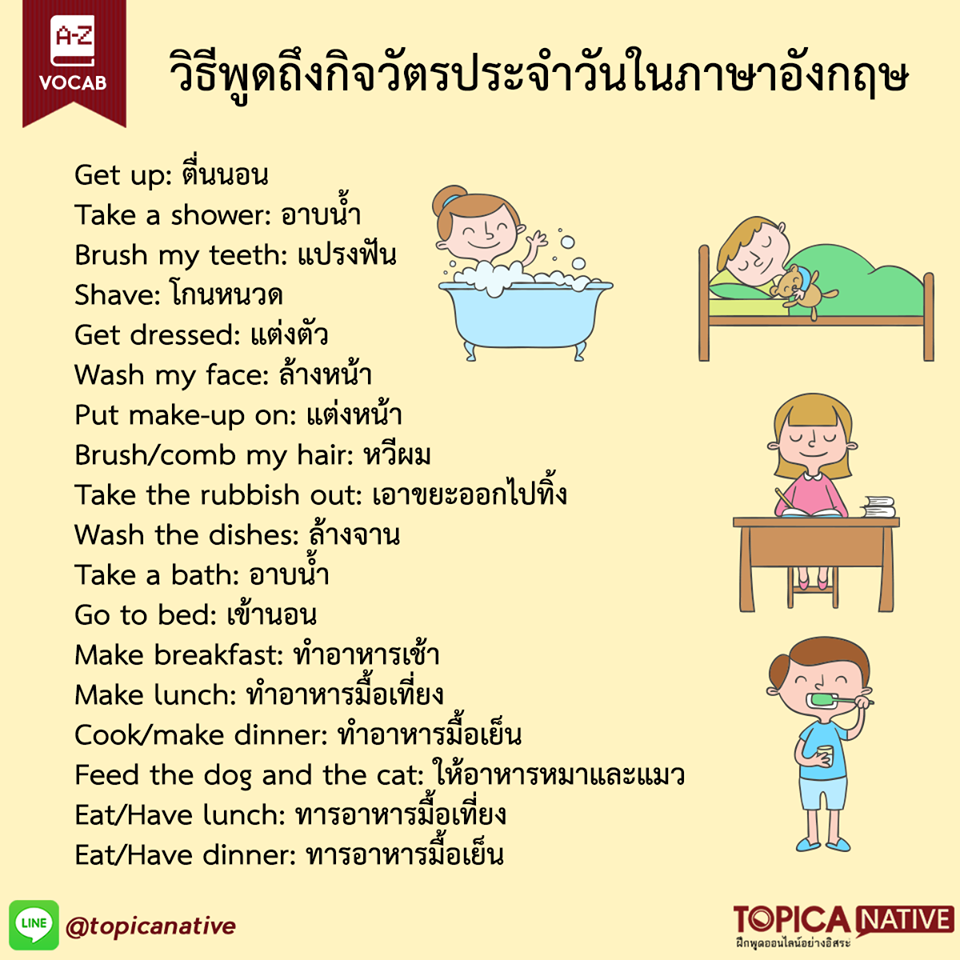 A-Z
VOCAB
วิธีพูดถึงกิจวัตรประจำวันในภาษาอังกฤษ
Get up: ตื่นนอน
Take a shower: อาบน้ำ
Brush my teeth: แปรงฟัน
Shave: โกนหนวด
Get dressed: แต่งตัว
Wash my face: ล้างหน้า
Put make-up on: แต่งหน้า
Brush/comb my hair: หวีผม
Take the rubbish out: เอาขยะออกไปทิ้ง
Wash the dishes: ล้างจาน
Take a bath: อาบน้ำ
Go to bed: เข้านอน
Make breakfast: ทำอาหารเช้า
Make lunch: ทำอาหารมื้อเที่ยง
Cook/make dinner: ทำอาหารมื้อเย็น
Feed the dog and the cat: ให้อาหารหมาและแมว
Eat/Have lunch: ทารอาหารมื้อเที่ยง
Eat/Have dinner: ทารอาหารมื้อเย็น
LINE @topicanative
TOPICA NATIVE
ฝึกพูดออนไลน์อย่างอิสระ